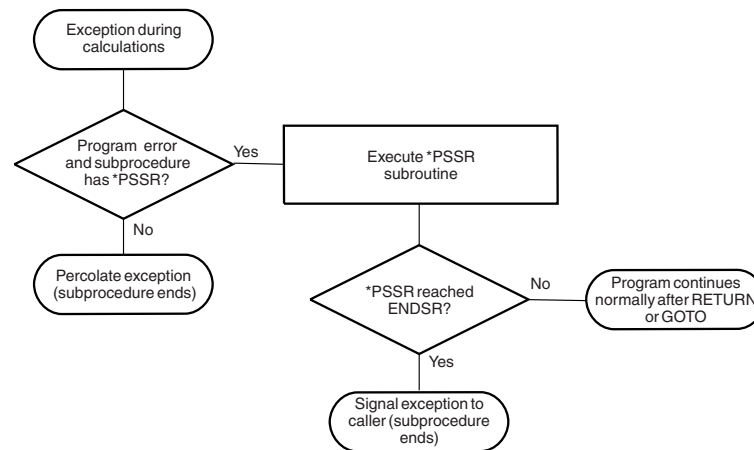 Exception during
calculations
Program error
and subprocedure
has *PSSR?
Yes
Execute *PSSR
subroutine
No
Percolate exception
(subprocedure ends)
*PSSR reached
ENDSR?
No
Program continues
normally after RETURN
or GOTO
Yes
Signal exception to
caller (subprocedure
ends)